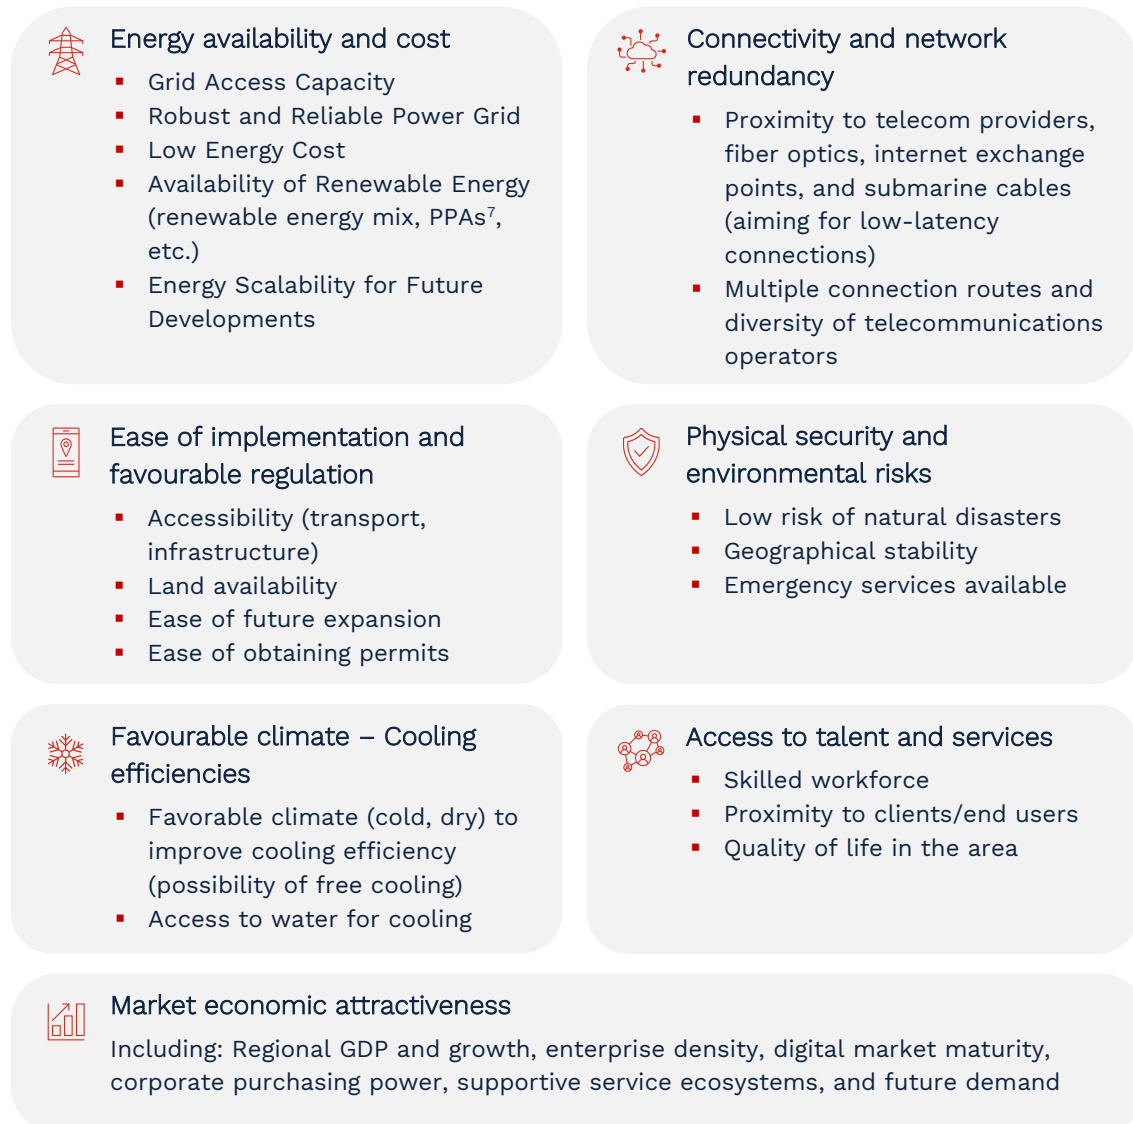 Energy availability and cost
▪ Grid Access Capacity
▪ Robust and Reliable Power Grid
▪ Low Energy Cost
▪ Availability of Renewable Energy
(renewable energy mix, PPAs⁷,
etc.)
▪ Energy Scalability for Future
Developments
Connectivity and network
redundancy
▪ Proximity to telecom providers,
fiber optics, internet exchange
points, and submarine cables
(aiming for low-latency
connections)
▪ Multiple connection routes and
diversity of telecommunications
operators
Ease of implementation and
favourable regulation
▪ Accessibility (transport,
infrastructure)
▪ Land availability
▪ Ease of future expansion
▪ Ease of obtaining permits
Physical security and
environmental risks
▪ Low risk of natural disasters
▪ Geographical stability
▪ Emergency services available
Favourable climate – Cooling
efficiencies
▪ Favorable climate (cold, dry) to
improve cooling efficiency
(possibility of free cooling)
▪ Access to water for cooling
Access to talent and services
▪ Skilled workforce
▪ Proximity to clients/end users
▪ Quality of life in the area
Market economic attractiveness
Including: Regional GDP and growth, enterprise density, digital market maturity,
corporate purchasing power, supportive service ecosystems, and future demand